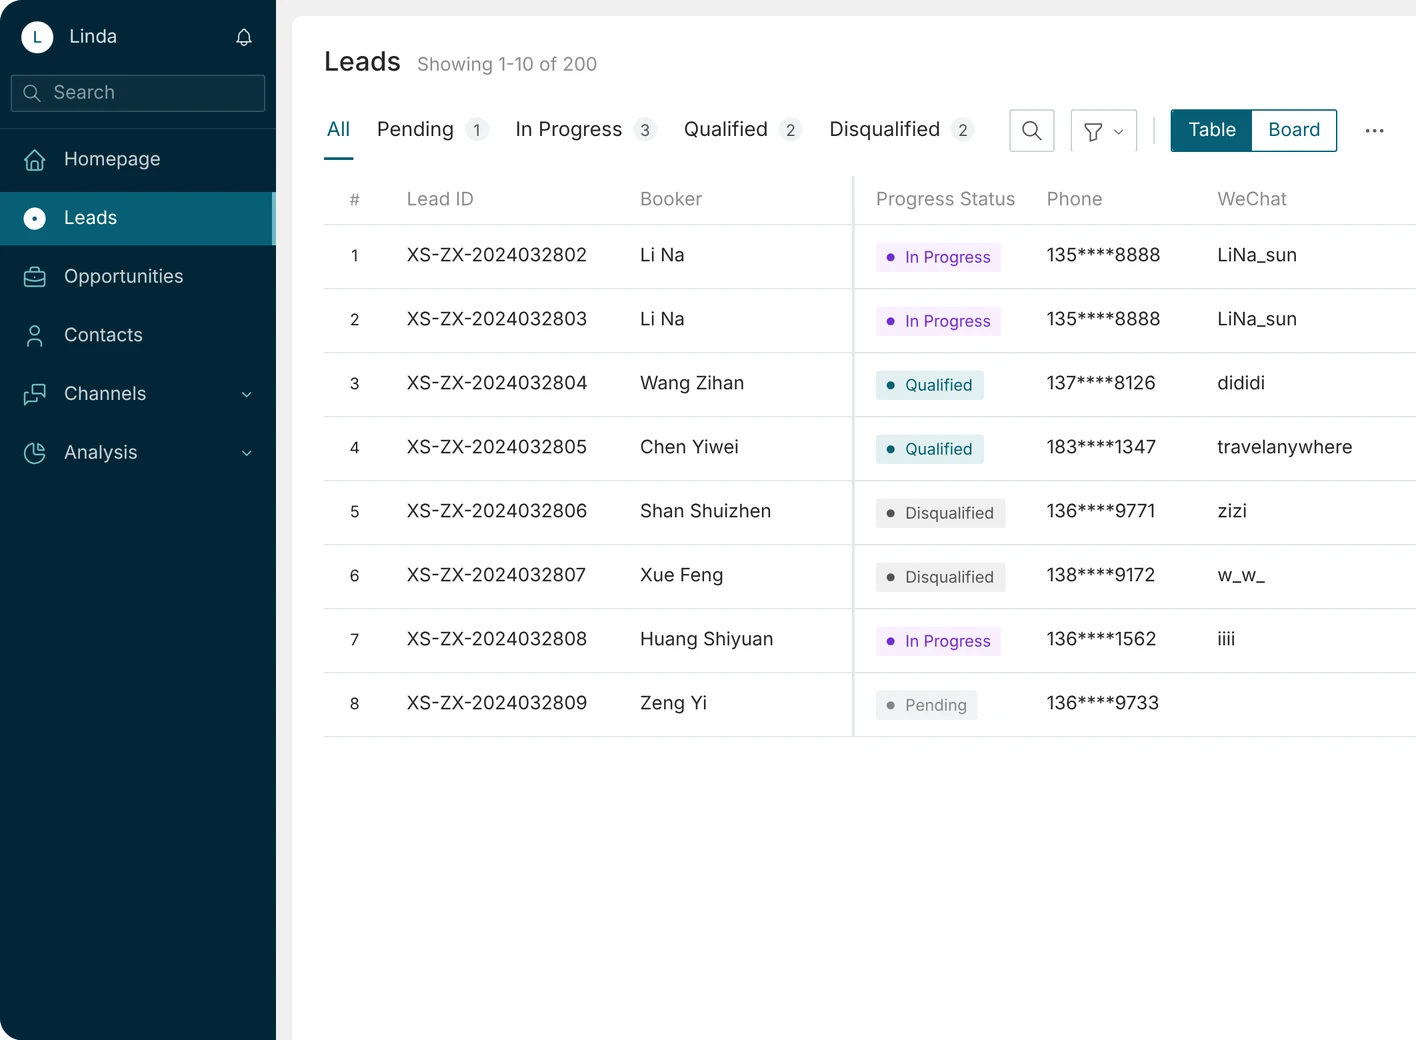 L Linda
Search
Homepage
Leads
Opportunities
Contacts
Channels
Analysis
Leads Showing 1-10 of 200
All Pending 1 In Progress 3 Qualified 2 Disqualified 2 Table Board
# Lead ID Booker Progress Status Phone WeChat
1 XS-ZX-2024032802 Li Na In Progress 135****8888 LiNa_sun
2 XS-ZX-2024032803 Li Na In Progress 135****8888 LiNa_sun
3 XS-ZX-2024032804 Wang Zihan Qualified 137****8126 dididi
4 XS-ZX-2024032805 Chen Yiwei Qualified 183****1347 travelanywhere
5 XS-ZX-2024032806 Shan Shuizhen Disqualified 136****9771 zizi
6 XS-ZX-2024032807 Xue Feng Disqualified 138****9172 w_w_
7 XS-ZX-2024032808 Huang Shiyuan In Progress 136****1562 iiii
8 XS-ZX-2024032809 Zeng Yi Pending 136****9733